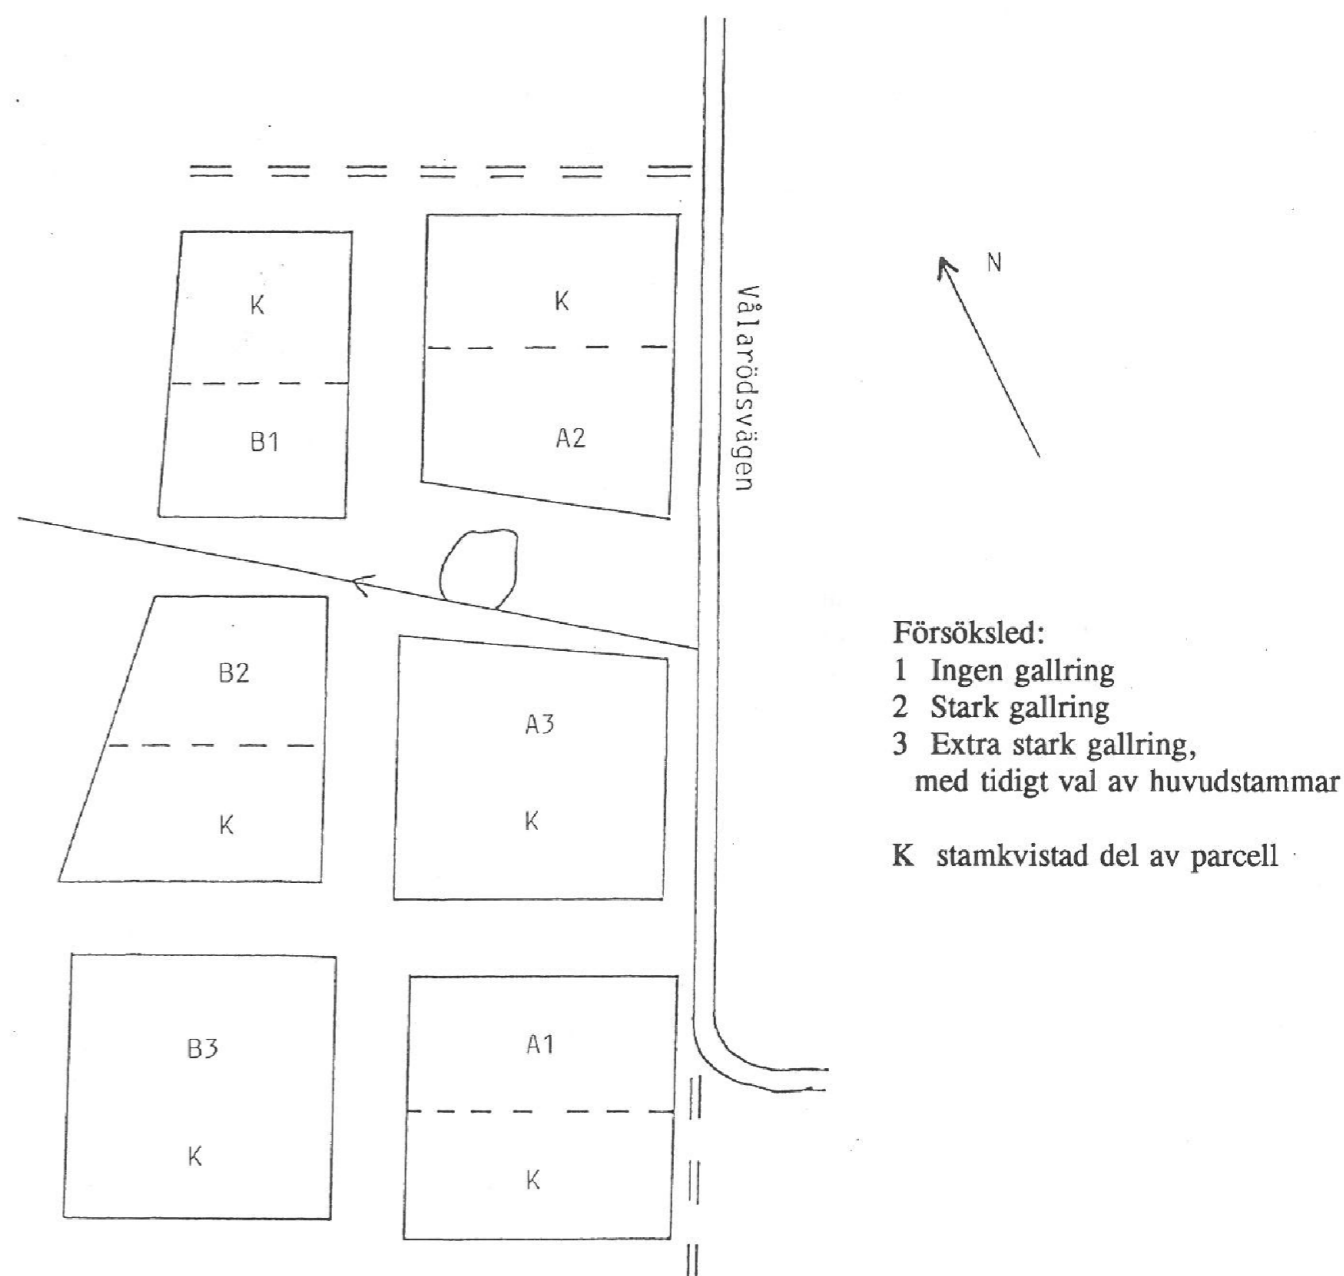 K
K
B1
A2
Vålarödsvägen
N
B2
K
A3
K
B3
K
A1
K
Försöksled:
1 Ingen gallring
2 Stark gallring
3 Extra stark gallring,
med tidigt val av huvudstammar
K stamkvistad del av parcell